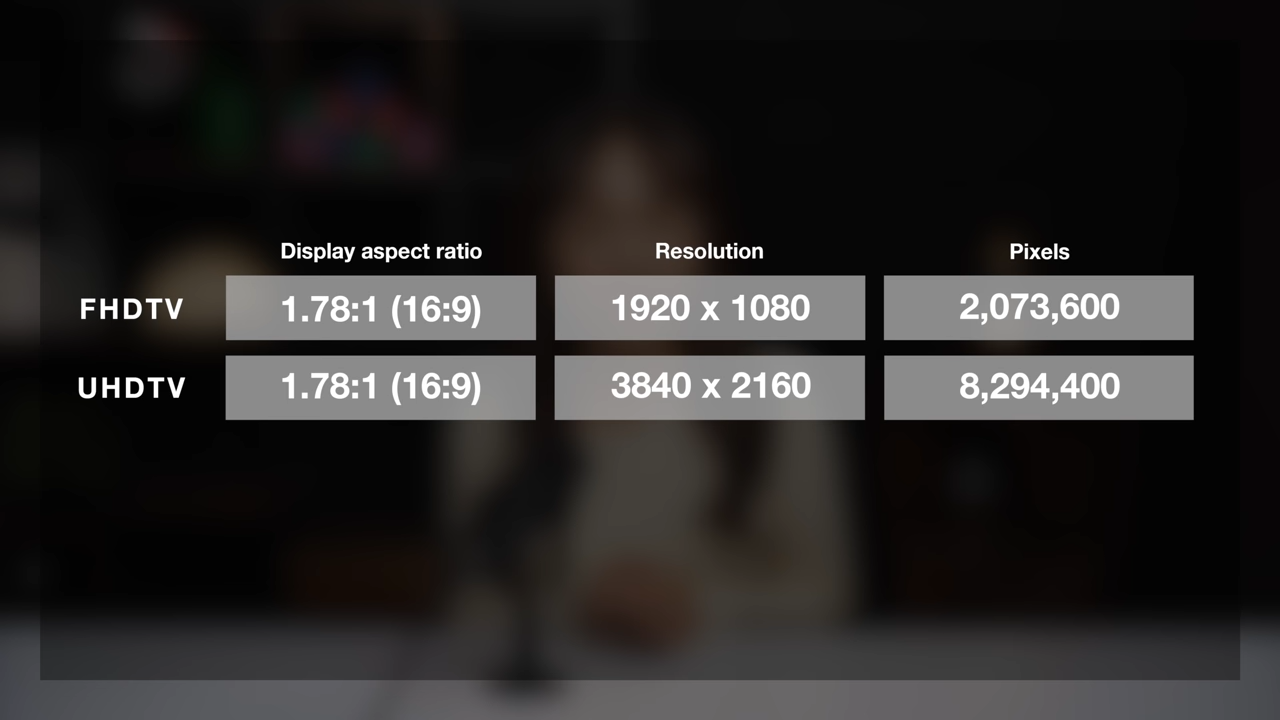 Display aspect ratio Resolution Pixels
FHDTV 1.78:1 (16:9) 1920 x 1080 2,073,600
UHDTV 1.78:1 (16:9) 3840 x 2160 8,294,400